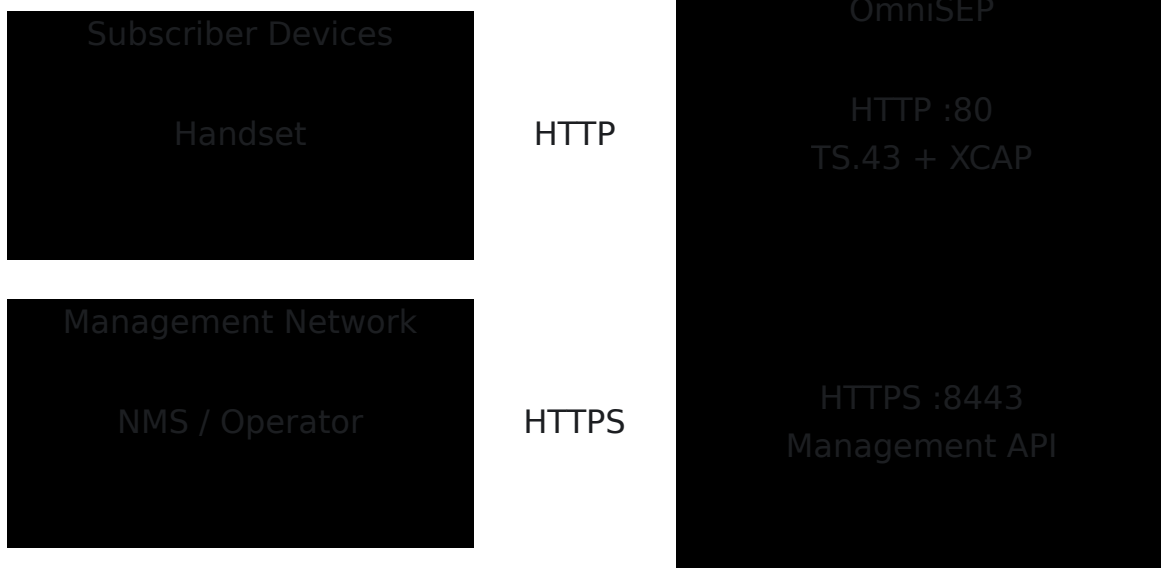 Subscriber Devices
Handset
HTTP
OmniSEP
HTTP :80
TS.43 + XCAP
Management Network
NMS / Operator
HTTPS
HTTPS :8443
Management API